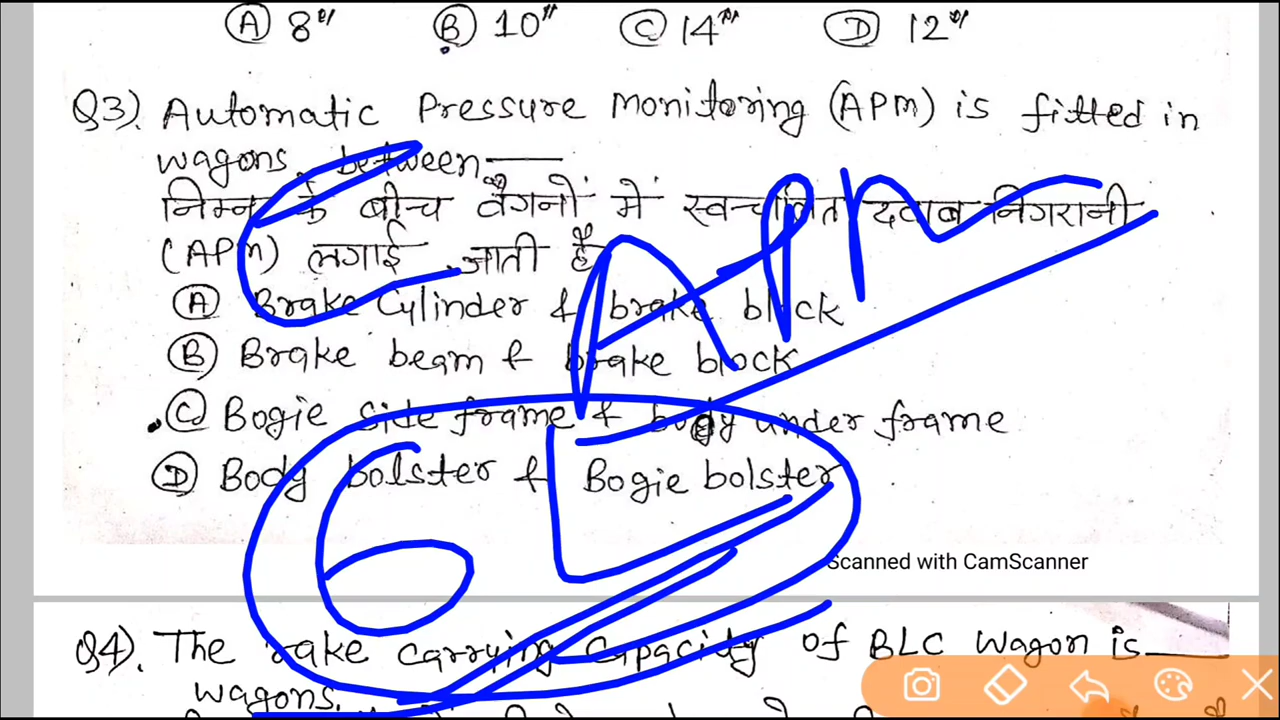 (A) 8" (B) 10" (C) 14" (D) 12"
Q3). Automatic Pressure Monitoring (APM) is fitted in
wagons between ——
निम्न के बीच वैगनों में स्वचालित दवाब निगरानी
(APM) लगाई जाती है
(A) Brake Cylinder & brake block
(B) Brake beam & brake block
(C) Bogie side frame & body under frame
(D) Body bolster & Bogie bolster
E APM
6L
Scanned with CamScanner
Q4). The rake carrying capacity of BLC wagon is ——
wagons.